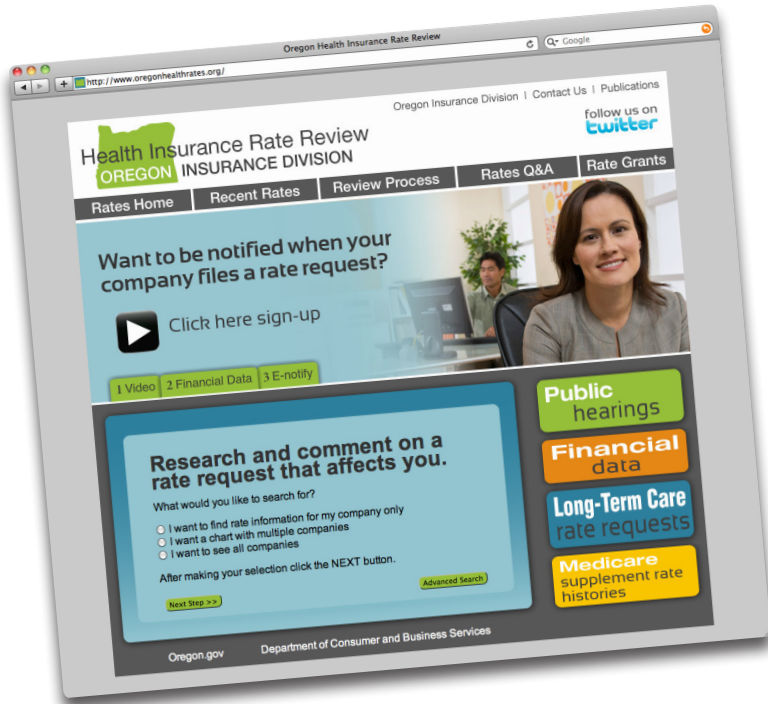 Oregon Health Insurance Rate Review
http://www.oregonhealthrates.org/
Google
Oregon Insurance Division | Contact Us | Publications
follow us on
twitter
Health Insurance Rate Review
OREGON INSURANCE DIVISION
Rates Home
Recent Rates
Review Process
Rates Q&A
Rate Grants
Want to be notified when your
company files a rate request?
Click here sign-up
1 Video
2 Financial Data
3 E-notify
Research and comment on a
rate request that affects you.
What would you like to search for?
I want to find rate information for my company only
I want a chart with multiple companies
I want to see all companies
After making your selection click the NEXT button.
Next Step >>
Advanced Search
Public
hearings
Financial
data
Long-Term Care
rate requests
Medicare
supplement rate
histories
Oregon.gov
Department of Consumer and Business Services